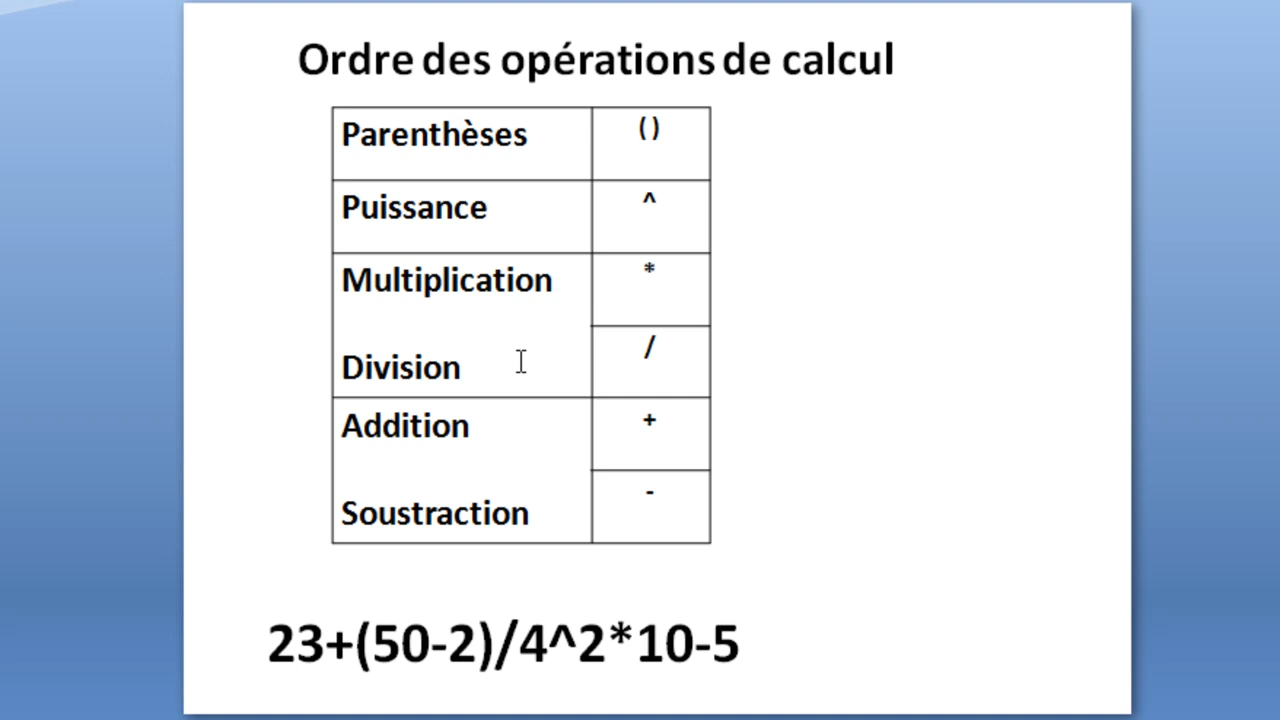 Ordre des opérations de calcul
Parenthèses ( )
Puissance ^
Multiplication *
Division /
Addition +
Soustraction -
23+(50-2)/4^2*10-5